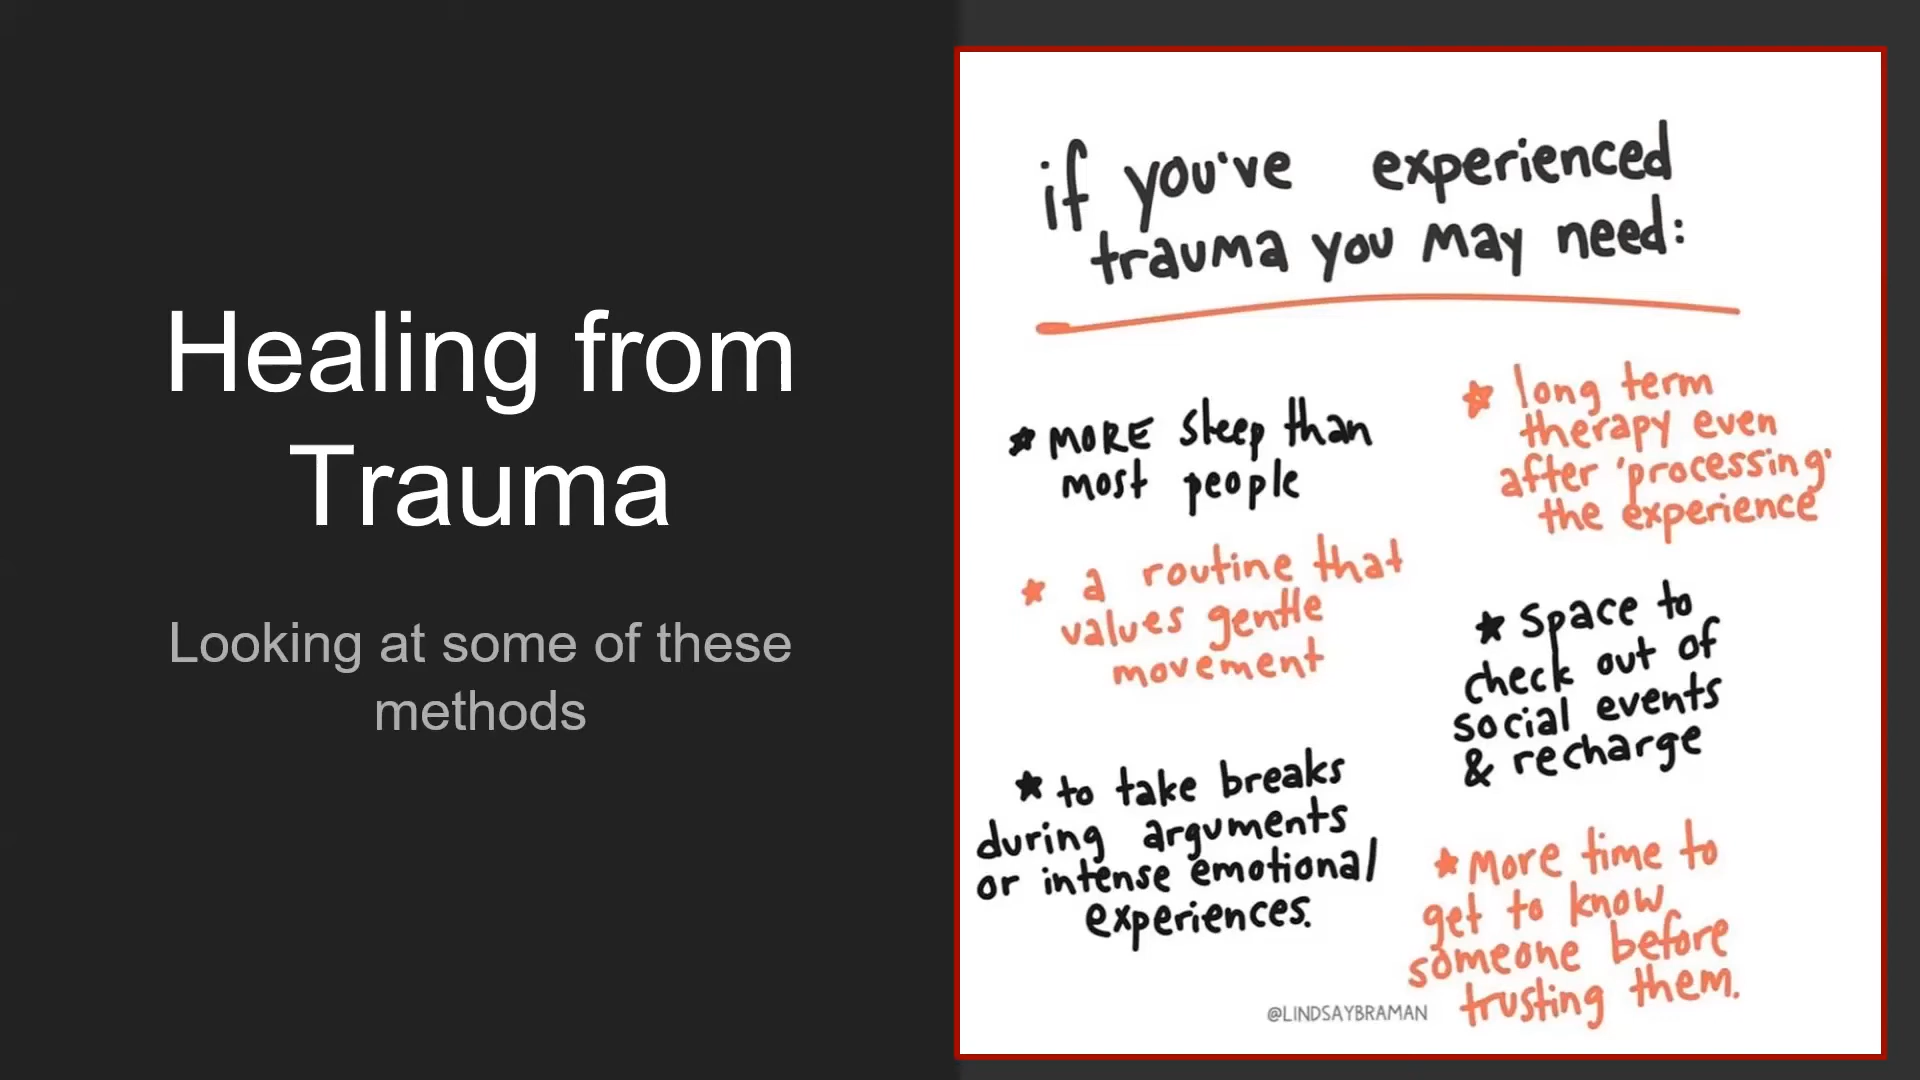 Healing from
Trauma
Looking at some of these
methods
if you've experienced
trauma you may need:
* MORE sleep than
most people
* a routine that
values gentle
movement
* to take breaks
during arguments
or intense emotional
experiences.
* long term
therapy even
after 'processing'
the experience
* Space to
check out of
social events
& recharge
* More time to
get to know
someone before
trusting them.
@LINDSAYBRAMAN